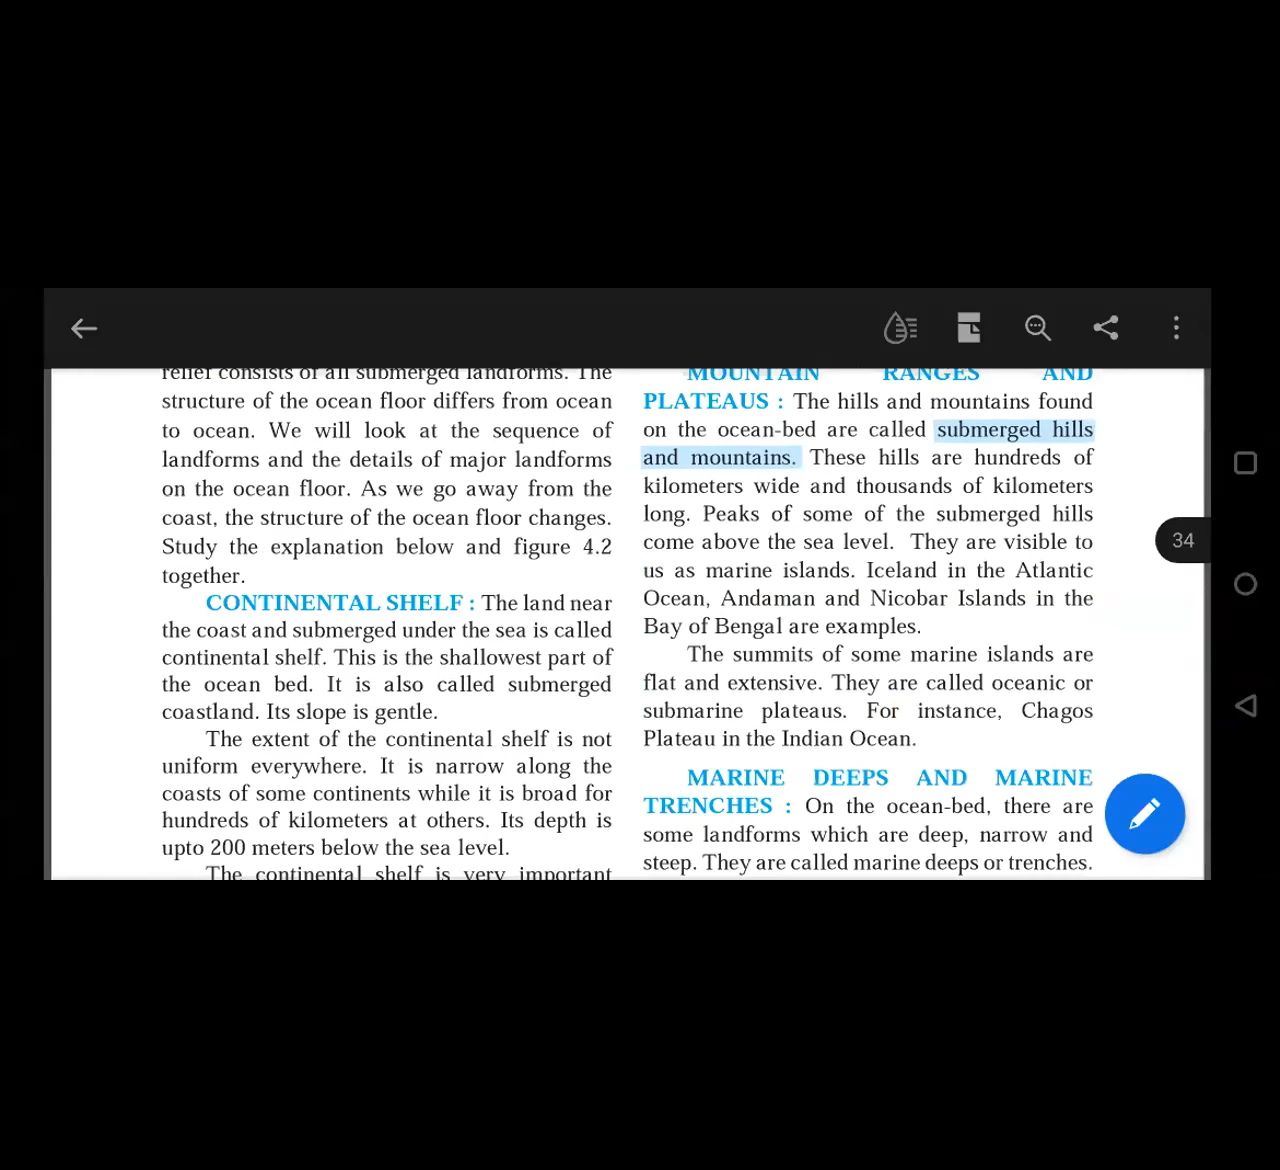 relief consists of all submerged landforms. The
structure of the ocean floor differs from ocean
to ocean. We will look at the sequence of
landforms and the details of major landforms
on the ocean floor. As we go away from the
coast, the structure of the ocean floor changes.
Study the explanation below and figure 4.2
together.
CONTINENTAL SHELF : The land near
the coast and submerged under the sea is called
continental shelf. This is the shallowest part of
the ocean bed. It is also called submerged
coastland. Its slope is gentle.
The extent of the continental shelf is not
uniform everywhere. It is narrow along the
coasts of some continents while it is broad for
hundreds of kilometers at others. Its depth is
upto 200 meters below the sea level.
The continental shelf is very important
MOUNTAIN RANGES AND
PLATEAUS : The hills and mountains found
on the ocean-bed are called submerged hills
and mountains. These hills are hundreds of
kilometers wide and thousands of kilometers
long. Peaks of some of the submerged hills
come above the sea level. They are visible to
us as marine islands. Iceland in the Atlantic
Ocean, Andaman and Nicobar Islands in the
Bay of Bengal are examples.
The summits of some marine islands are
flat and extensive. They are called oceanic or
submarine plateaus. For instance, Chagos
Plateau in the Indian Ocean.
MARINE DEEPS AND MARINE
TRENCHES : On the ocean-bed, there are
some landforms which are deep, narrow and
steep. They are called marine deeps or trenches.
34